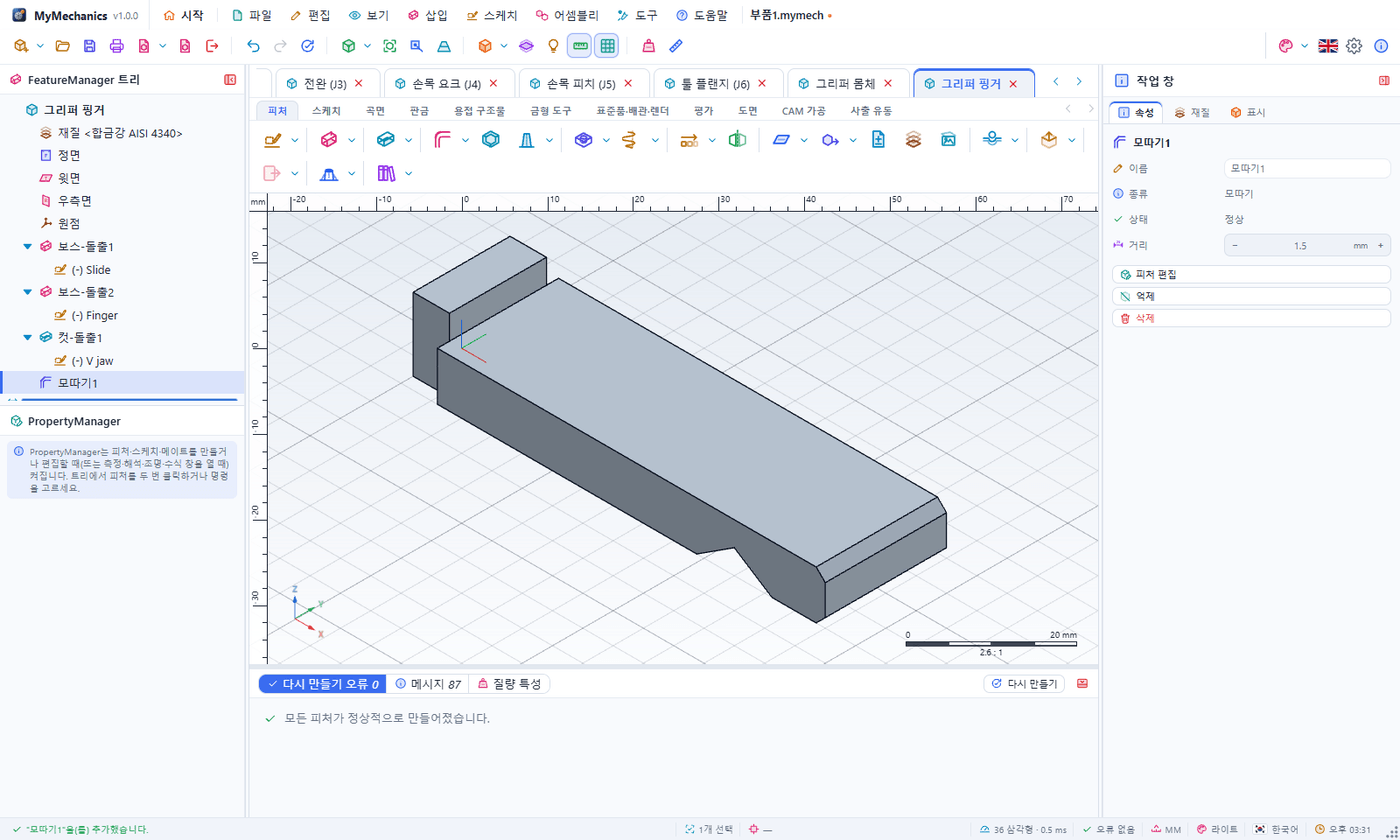 MyMechanics v1.0.0 시작 파일 편집 보기 삽입 스케치 어셈블리 도구 도움말 부품1.mymech
FeatureManager 트리
그리퍼 핑거
재질 <합금강 AISI 4340>
정면
윗면
우측면
원점
보스-돌출1
(-) Slide
보스-돌출2
(-) Finger
컷-돌출1
(-) V jaw
모따기1
PropertyManager
PropertyManager는 피처·스케치·메이트를 만들거
나 편집할 때(또는 측정·해석·조명·수식 창을 열 때)
켜집니다. 트리에서 피처를 두 번 클릭하거나 명령
을 고르세요.
전완 (J3) 손목 요크 (J4) 손목 피치 (J5) 툴 플랜지 (J6) 그리퍼 몸체 그리퍼 핑거
피처 스케치 곡면 판금 용접 구조물 금형 도구 표준품·배관·렌더 평가 도면 CAM 가공 사출 유동
mm -20 -10 0 10 20 30 40 50 60 70
10
0
-10
-20
-30
Z
Y
X
0 20 mm
2.6 : 1
다시 만들기 오류 0 메시지 87 질량 특성 다시 만들기
모든 피처가 정상적으로 만들어졌습니다.
작업 창
속성 재질 표시
모따기1
이름 모따기1
종류 모따기
상태 정상
거리 − 1.5 mm +
피처 편집
억제
삭제
"모따기1"을(를) 추가했습니다. 1개 선택 — 36 삼각형 · 0.5 ms 오류 없음 MM 라이트 한국어 오후 03:31